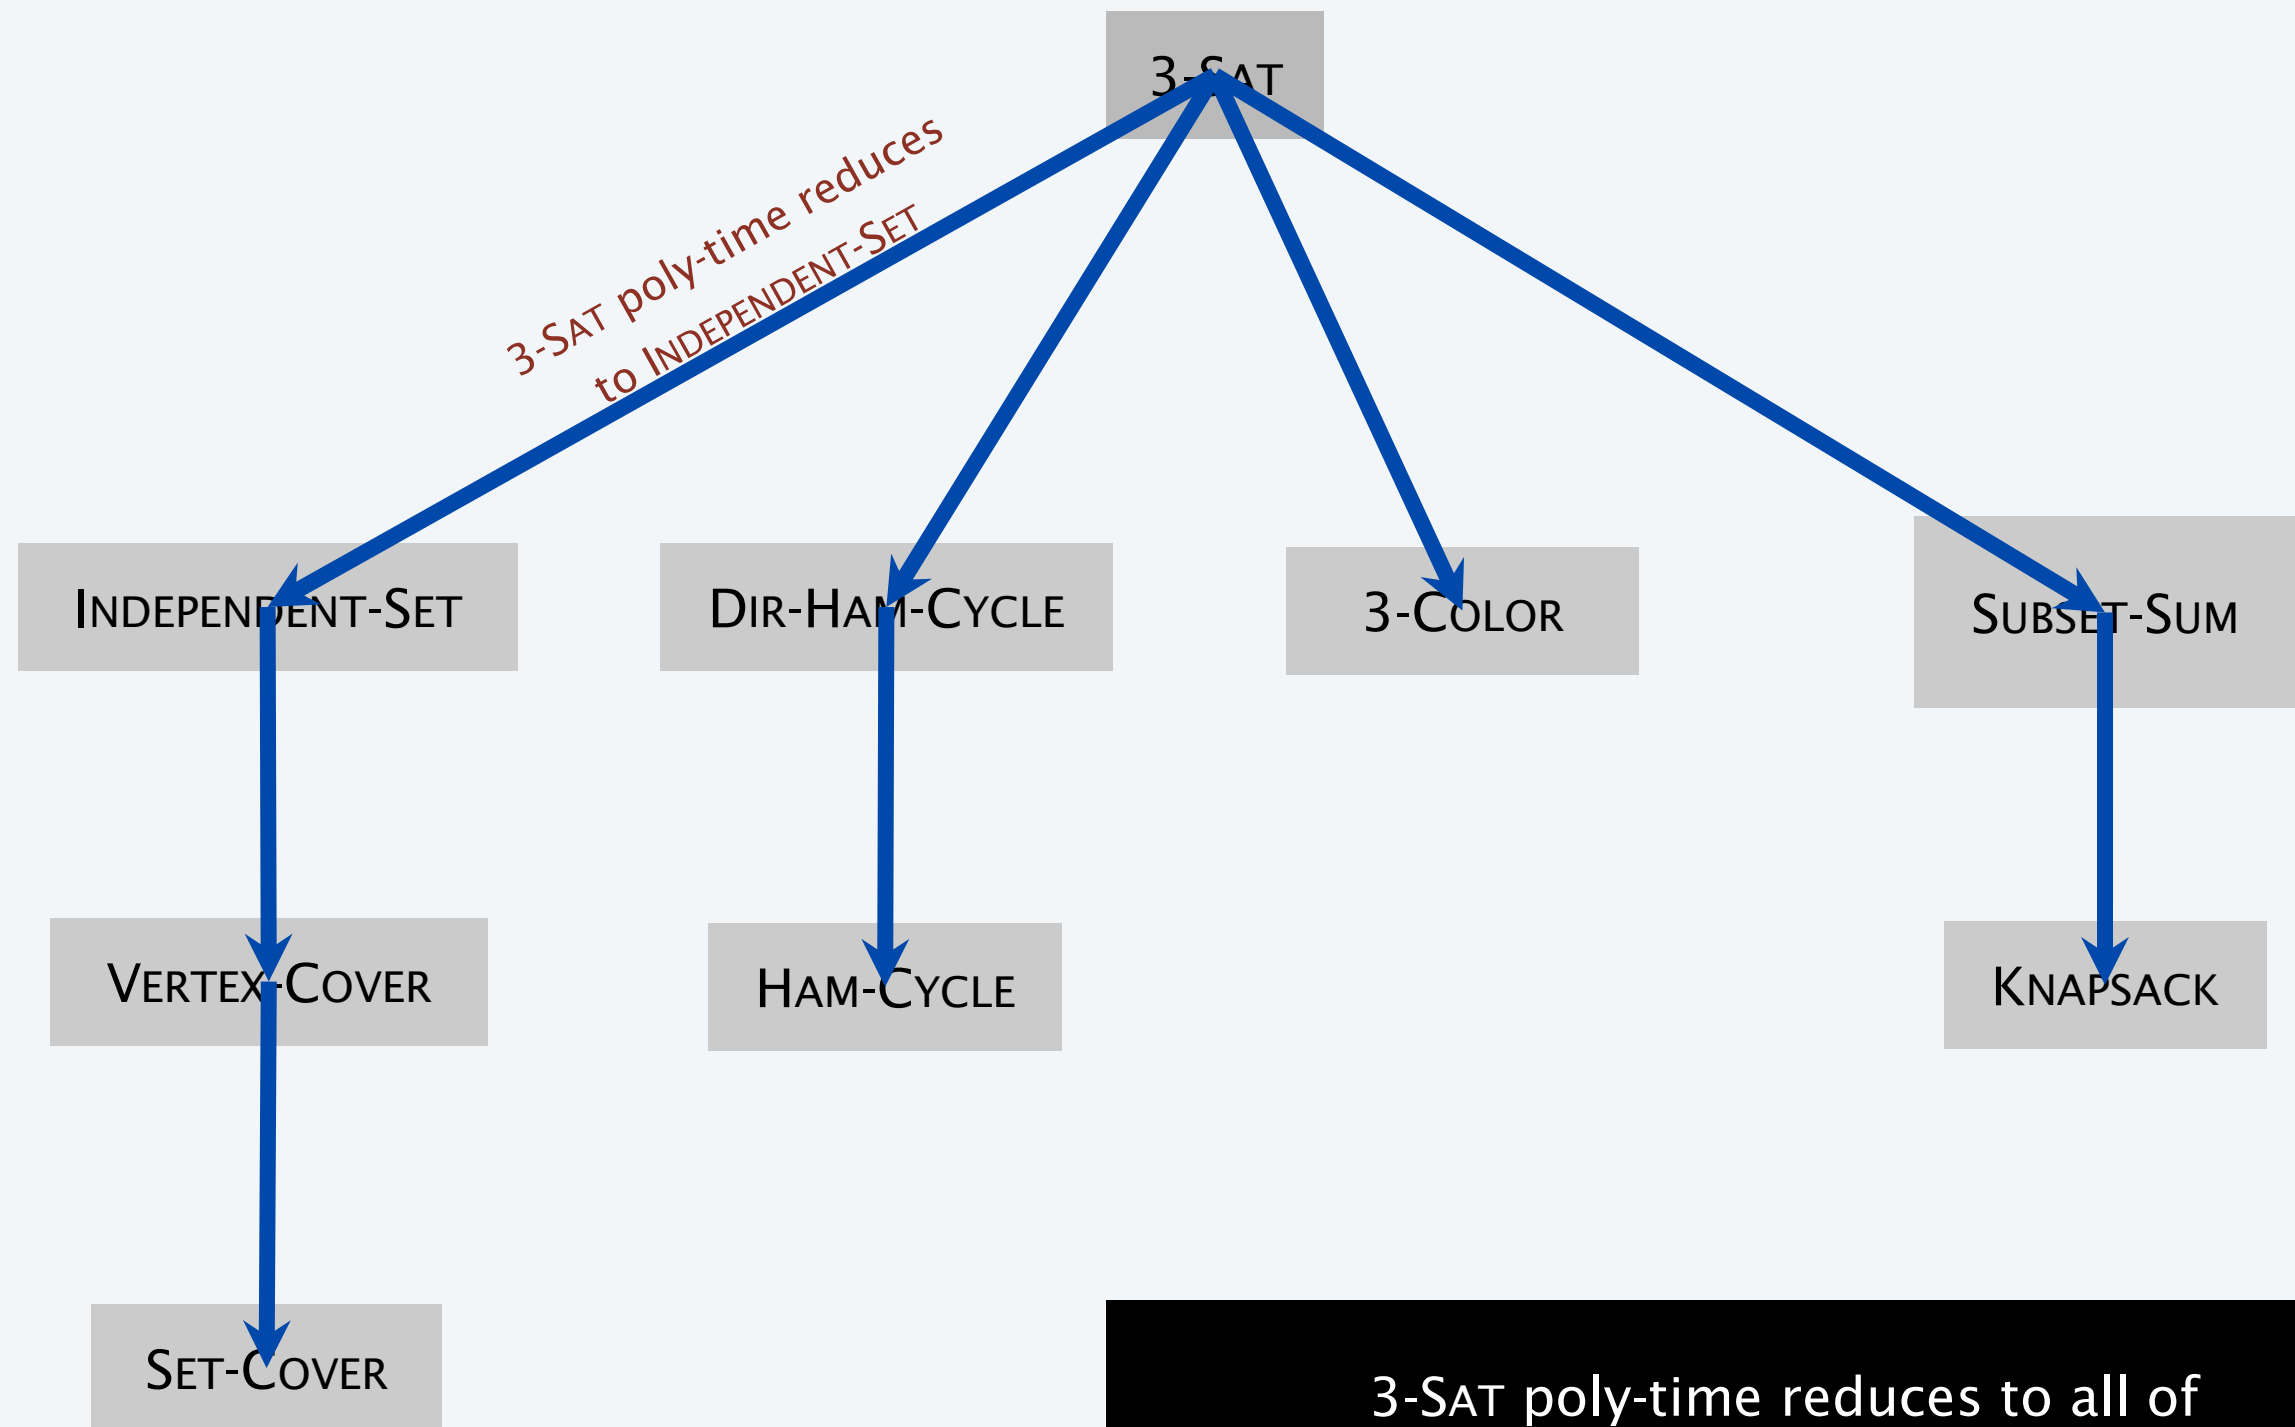 3-SAT
3-SAT poly-time reduces
to INDEPENDENT-SET
INDEPENDENT-SET
DIR-HAM-CYCLE
3-COLOR
SUBSET-SUM
VERTEX-COVER
HAM-CYCLE
KNAPSACK
SET-COVER
3-SAT poly-time reduces to all of